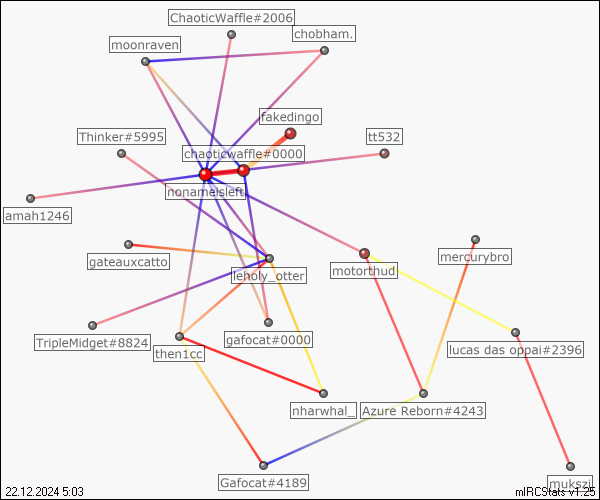 ChaoticWaffle#2006
chobham.
moonraven
fakedingo
Thinker#5995
tt532
chaoticwaffle#0000
nonameisleft
amah1246
mercurybro
gateauxcatto
motorthud
leholy_otter
TripleMidget#8824
gafocat#0000
lucas das oppai#2396
then1cc
nharwhal_
Azure Reborn#4243
Gafocat#4189
mukszi
22.12.2024 5:03
mIRCStats v1.25